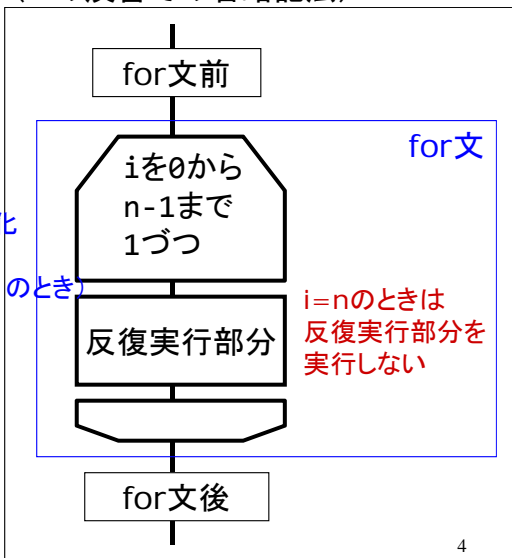 for文前
for文
iを0から
n-1まで
1づつ
化
のとき)
i=nのときは
反復実行部分を
実行しない
反復実行部分
for文後
4